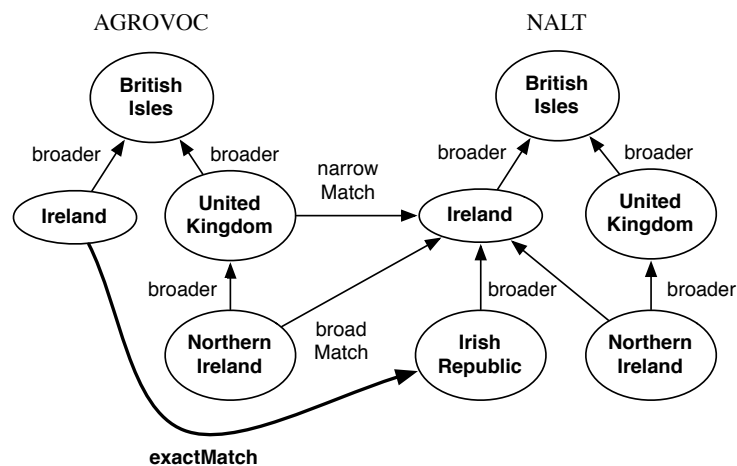 AGROVOC
NALT
British
Isles
British
Isles
broader
broader
broader
broader
narrow
Match
Ireland
United
Kingdom
Ireland
United
Kingdom
broader
broader
broader
Northern
Ireland
broad
Match
Irish
Republic
Northern
Ireland
exactMatch